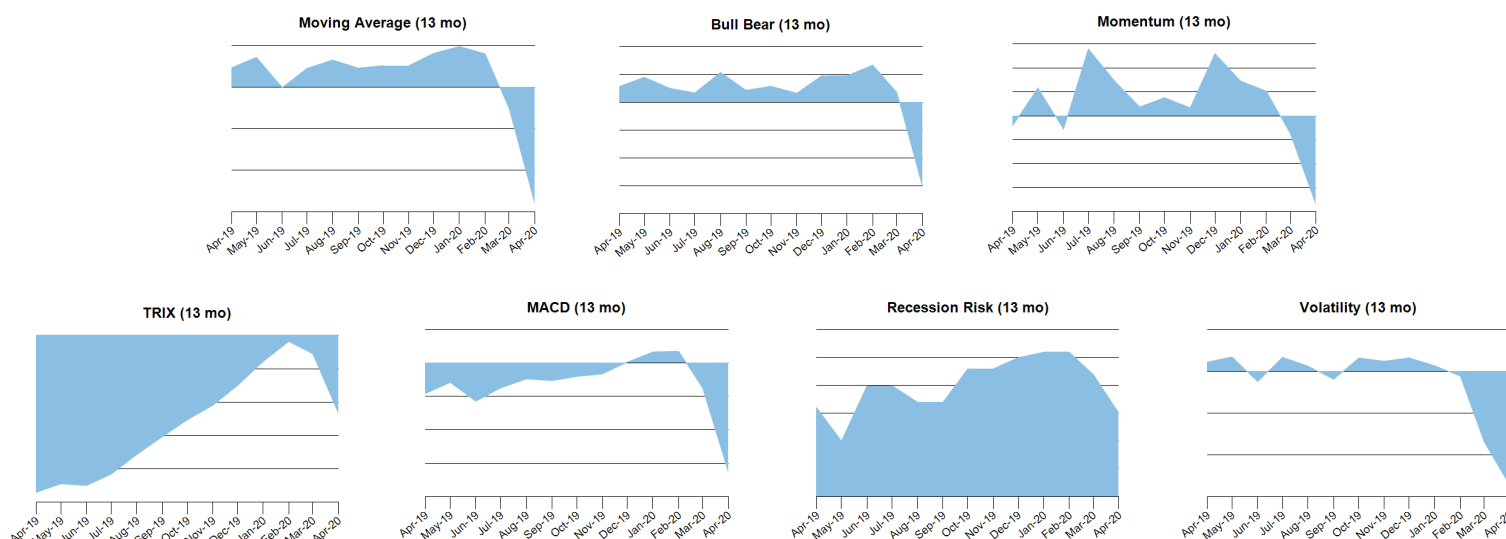 Moving Average (13 mo)
Apr-19
May-19
Jun-19
Jul-19
Aug-19
Sep-19
Oct-19
Nov-19
Dec-19
Jan-20
Feb-20
Mar-20
Apr-20
Bull Bear (13 mo)
Apr-19
May-19
Jun-19
Jul-19
Aug-19
Sep-19
Oct-19
Nov-19
Dec-19
Jan-20
Feb-20
Mar-20
Apr-20
Momentum (13 mo)
Apr-19
May-19
Jun-19
Jul-19
Aug-19
Sep-19
Oct-19
Nov-19
Dec-19
Jan-20
Feb-20
Mar-20
Apr-20
TRIX (13 mo)
Apr-19
May-19
Jun-19
Jul-19
Aug-19
Sep-19
Oct-19
Nov-19
Dec-19
Jan-20
Feb-20
Mar-20
Apr-20
MACD (13 mo)
Apr-19
May-19
Jun-19
Jul-19
Aug-19
Sep-19
Oct-19
Nov-19
Dec-19
Jan-20
Feb-20
Mar-20
Apr-20
Recession Risk (13 mo)
Apr-19
May-19
Jun-19
Jul-19
Aug-19
Sep-19
Oct-19
Nov-19
Dec-19
Jan-20
Feb-20
Mar-20
Apr-20
Volatility (13 mo)
Apr-19
May-19
Jun-19
Jul-19
Aug-19
Sep-19
Oct-19
Nov-19
Dec-19
Jan-20
Feb-20
Mar-20
Apr-20